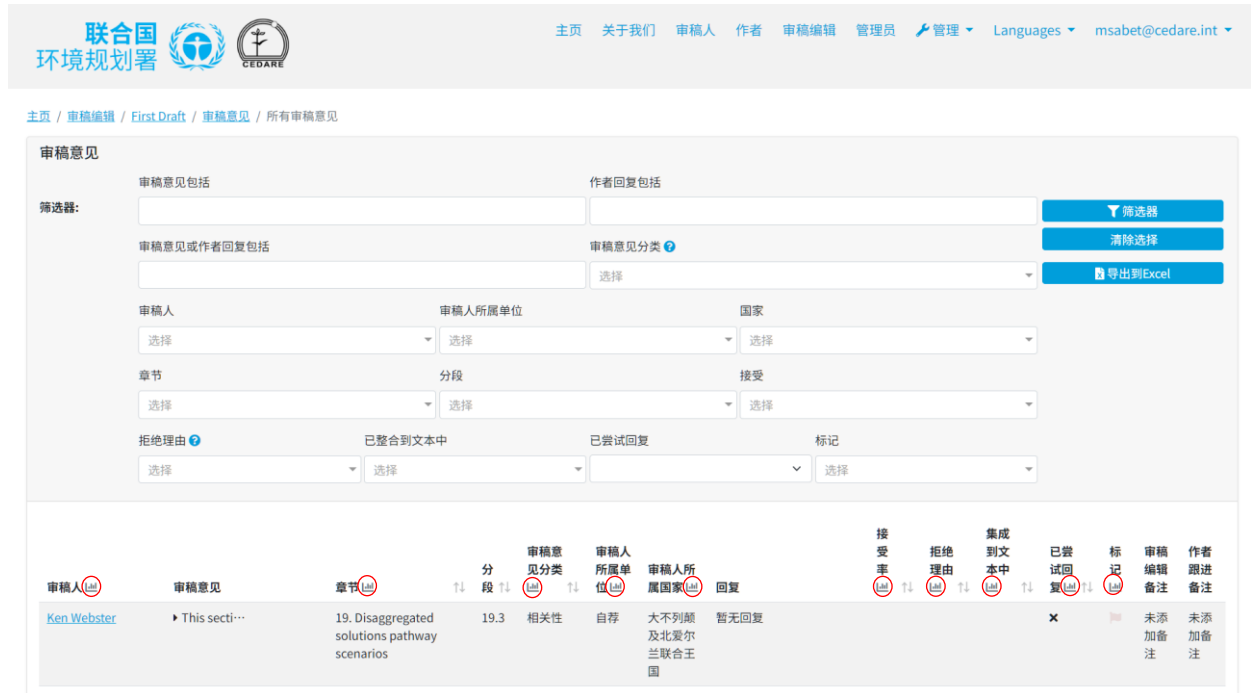 联合国
环境规划署
CEDARE
主页 关于我们 审稿人 作者 审稿编辑 管理员 管理 Languages msabet@cedare.int
主页 / 审稿编辑 / First Draft / 审稿意见 / 所有审稿意见
审稿意见
审稿意见包括 作者回复包括
筛选器:
筛选器
审稿意见或作者回复包括 审稿意见分类
清除选择
选择
导出到Excel
审稿人 审稿人所属单位 国家
选择 选择 选择
章节 分段 接受
选择 选择 选择
拒绝理由 已整合到文本中 已尝试回复 标记
选择 选择 选择
审稿人 审稿意见 章节 分段 审稿意见分类 审稿人所属单位 审稿人所属国家 回复 接受率 拒绝理由 集成到文本中 已尝试回复 标记 审稿编辑备注 作者跟进备注
Ken Webster This secti… 19. Disaggregated 19.3 相关性 自荐 大不列颠 暂无回复 未添 未添
solutions pathway 及北爱尔 加备 加备
scenarios 兰联合王 注 注
国